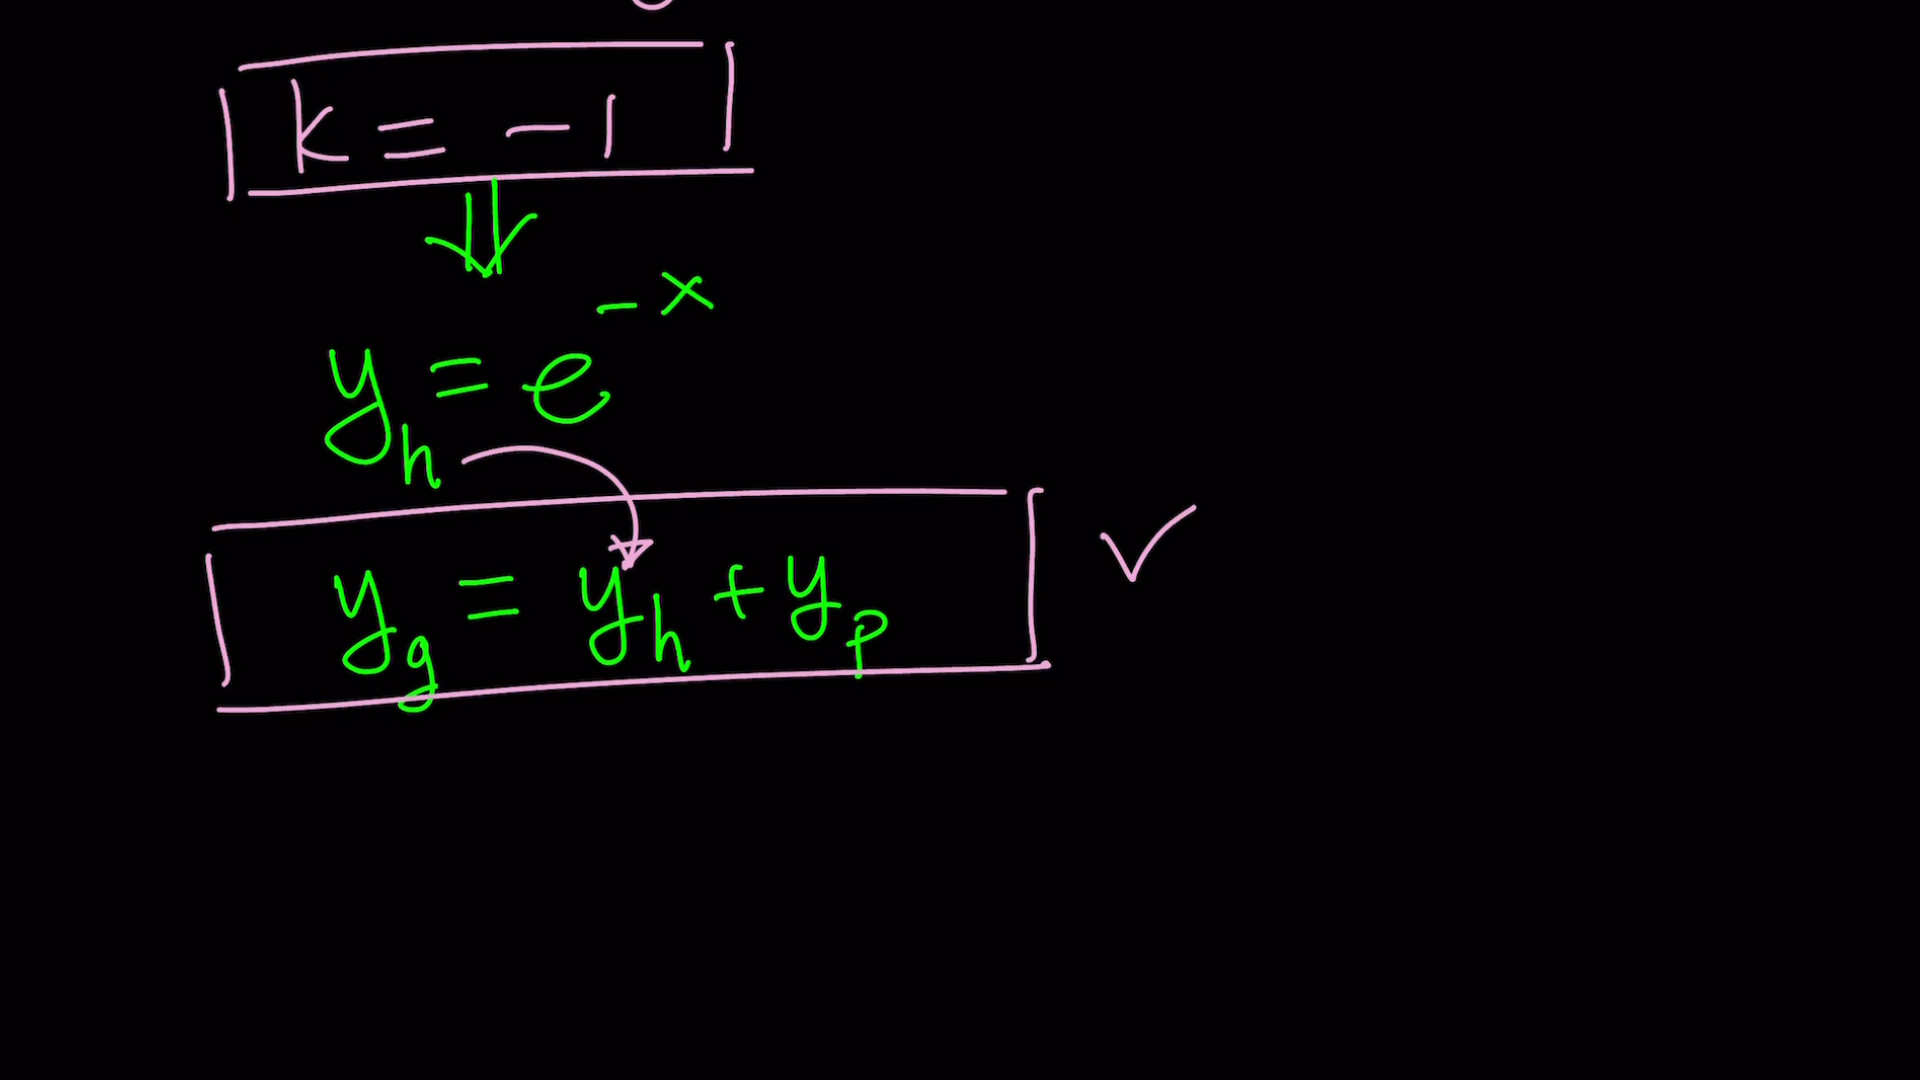 k = -1
y_h = e^{-x}
y_g = y_h + y_p